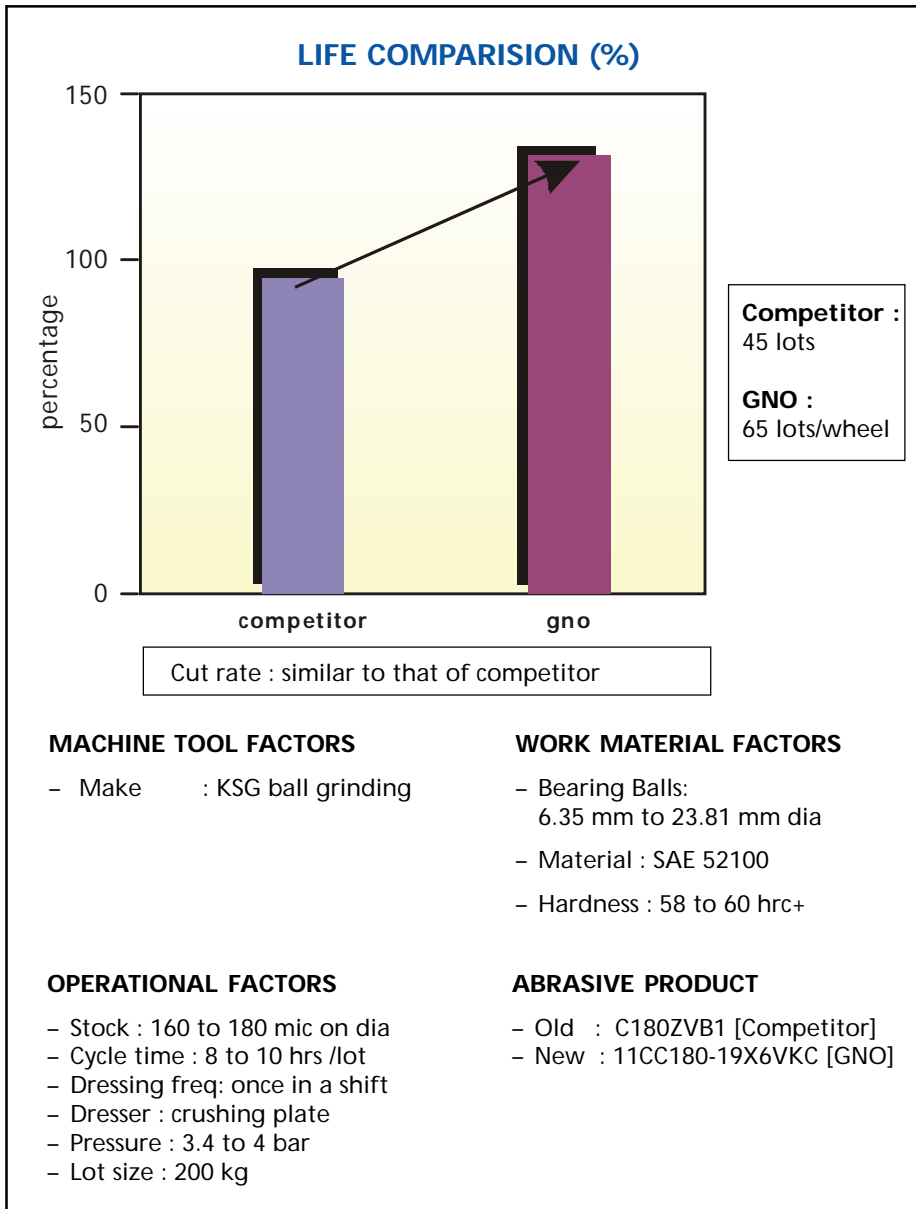 LIFE COMPARISION (%)
150
100
50
0
percentage
competitor
gno
Competitor :
45 lots
GNO :
65 lots/wheel
Cut rate : similar to that of competitor
MACHINE TOOL FACTORS
– Make : KSG ball grinding
WORK MATERIAL FACTORS
– Bearing Balls:
6.35 mm to 23.81 mm dia
– Material : SAE 52100
– Hardness : 58 to 60 hrc+
OPERATIONAL FACTORS
– Stock : 160 to 180 mic on dia
– Cycle time : 8 to 10 hrs /lot
– Dressing freq: once in a shift
– Dresser : crushing plate
– Pressure : 3.4 to 4 bar
– Lot size : 200 kg
ABRASIVE PRODUCT
– Old : C180ZVB1 [Competitor]
– New : 11CC180-19X6VKC [GNO]